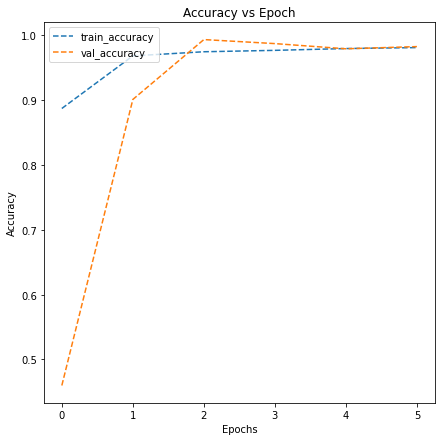 Accuracy vs Epoch
train_accuracy
val_accuracy
1.0
0.9
0.8
0.7
0.6
0.5
Accuracy
0 1 2 3 4 5
Epochs